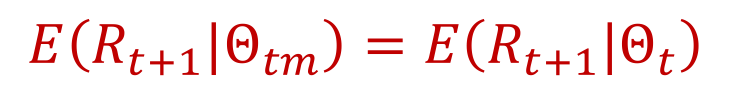 E(R_{t+1}|Θ_{tm}) = E(R_{t+1}|Θ_t)